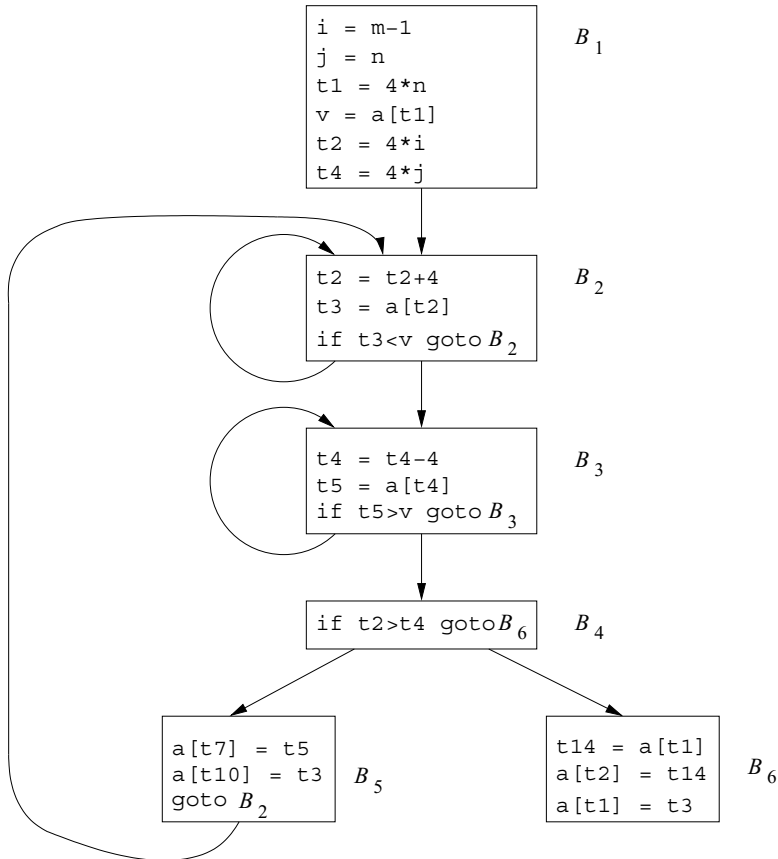 i = m-1
j = n
t1 = 4*n
v = a[t1]
t2 = 4*i
t4 = 4*j
B1
t2 = t2+4
t3 = a[t2]
if t3<v goto B2
B2
t4 = t4-4
t5 = a[t4]
if t5>v goto B3
B3
if t2>t4 goto B6
B4
a[t7] = t5
a[t10] = t3
goto B2
B5
t14 = a[t1]
a[t2] = t14
a[t1] = t3
B6